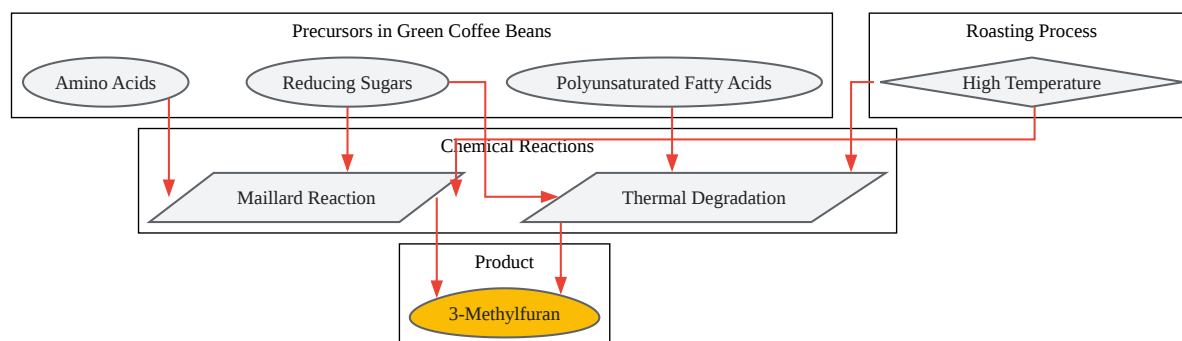 Precursors in Green Coffee Beans
Roasting Process
Amino Acids
Reducing Sugars
Polyunsaturated Fatty Acids
High Temperature
Chemical Reactions
Maillard Reaction
Thermal Degradation
Product
3-Methylfuran